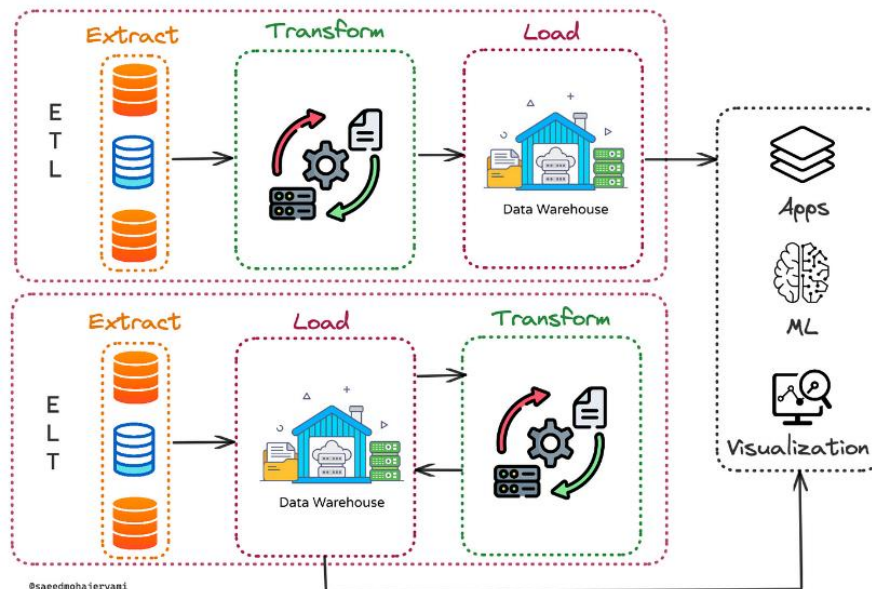 Extract
Transform
Load
E
T
L
Data Warehouse
Apps
ML
Visualization
Extract
Load
Transform
E
L
T
Data Warehouse
@saeedmohajeryami